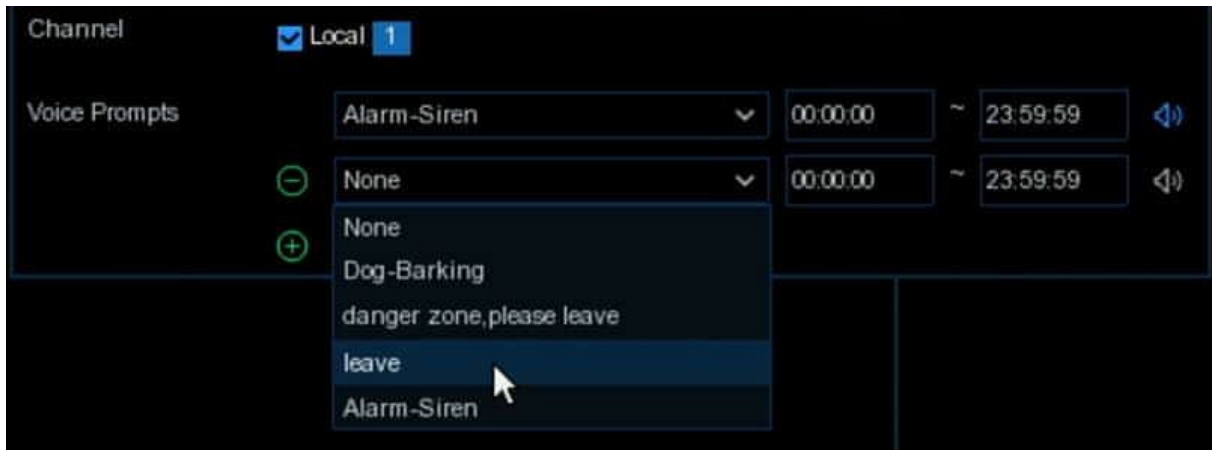 Channel Local 1
Voice Prompts Alarm-Siren 00:00:00 ~ 23:59:59
None 00:00:00 ~ 23:59:59
None
Dog-Barking
danger zone,please leave
leave
Alarm-Siren